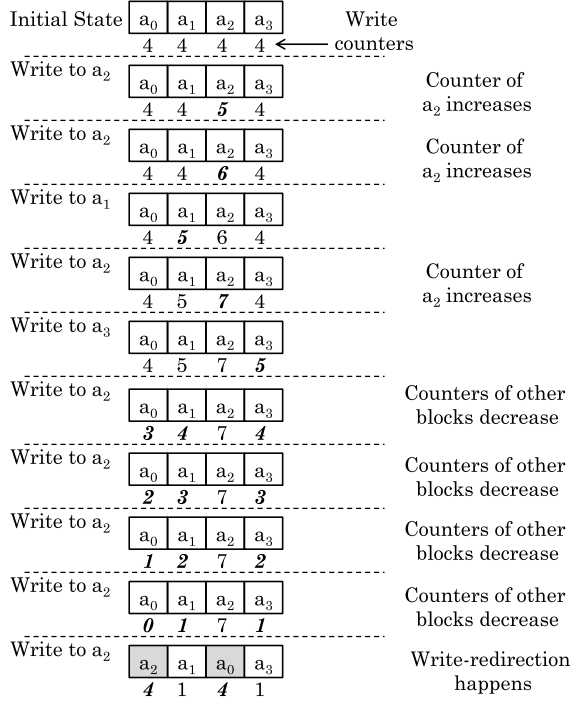 Initial State a₀ a₁ a₂ a₃ Write
4 4 4 4 counters
Write to a₂ a₀ a₁ a₂ a₃ Counter of
4 4 5 4 a₂ increases
Write to a₂ a₀ a₁ a₂ a₃ Counter of
4 4 6 4 a₂ increases
Write to a₁ a₀ a₁ a₂ a₃
4 5 6 4
Write to a₂ a₀ a₁ a₂ a₃ Counter of
4 5 7 4 a₂ increases
Write to a₃ a₀ a₁ a₂ a₃
4 5 7 5
Write to a₂ a₀ a₁ a₂ a₃ Counters of other
3 4 7 4 blocks decrease
Write to a₂ a₀ a₁ a₂ a₃ Counters of other
2 3 7 3 blocks decrease
Write to a₂ a₀ a₁ a₂ a₃ Counters of other
1 2 7 2 blocks decrease
Write to a₂ a₀ a₁ a₂ a₃ Counters of other
0 1 7 1 blocks decrease
Write to a₂ a₂ a₁ a₀ a₃ Write-redirection
4 1 4 1 happens